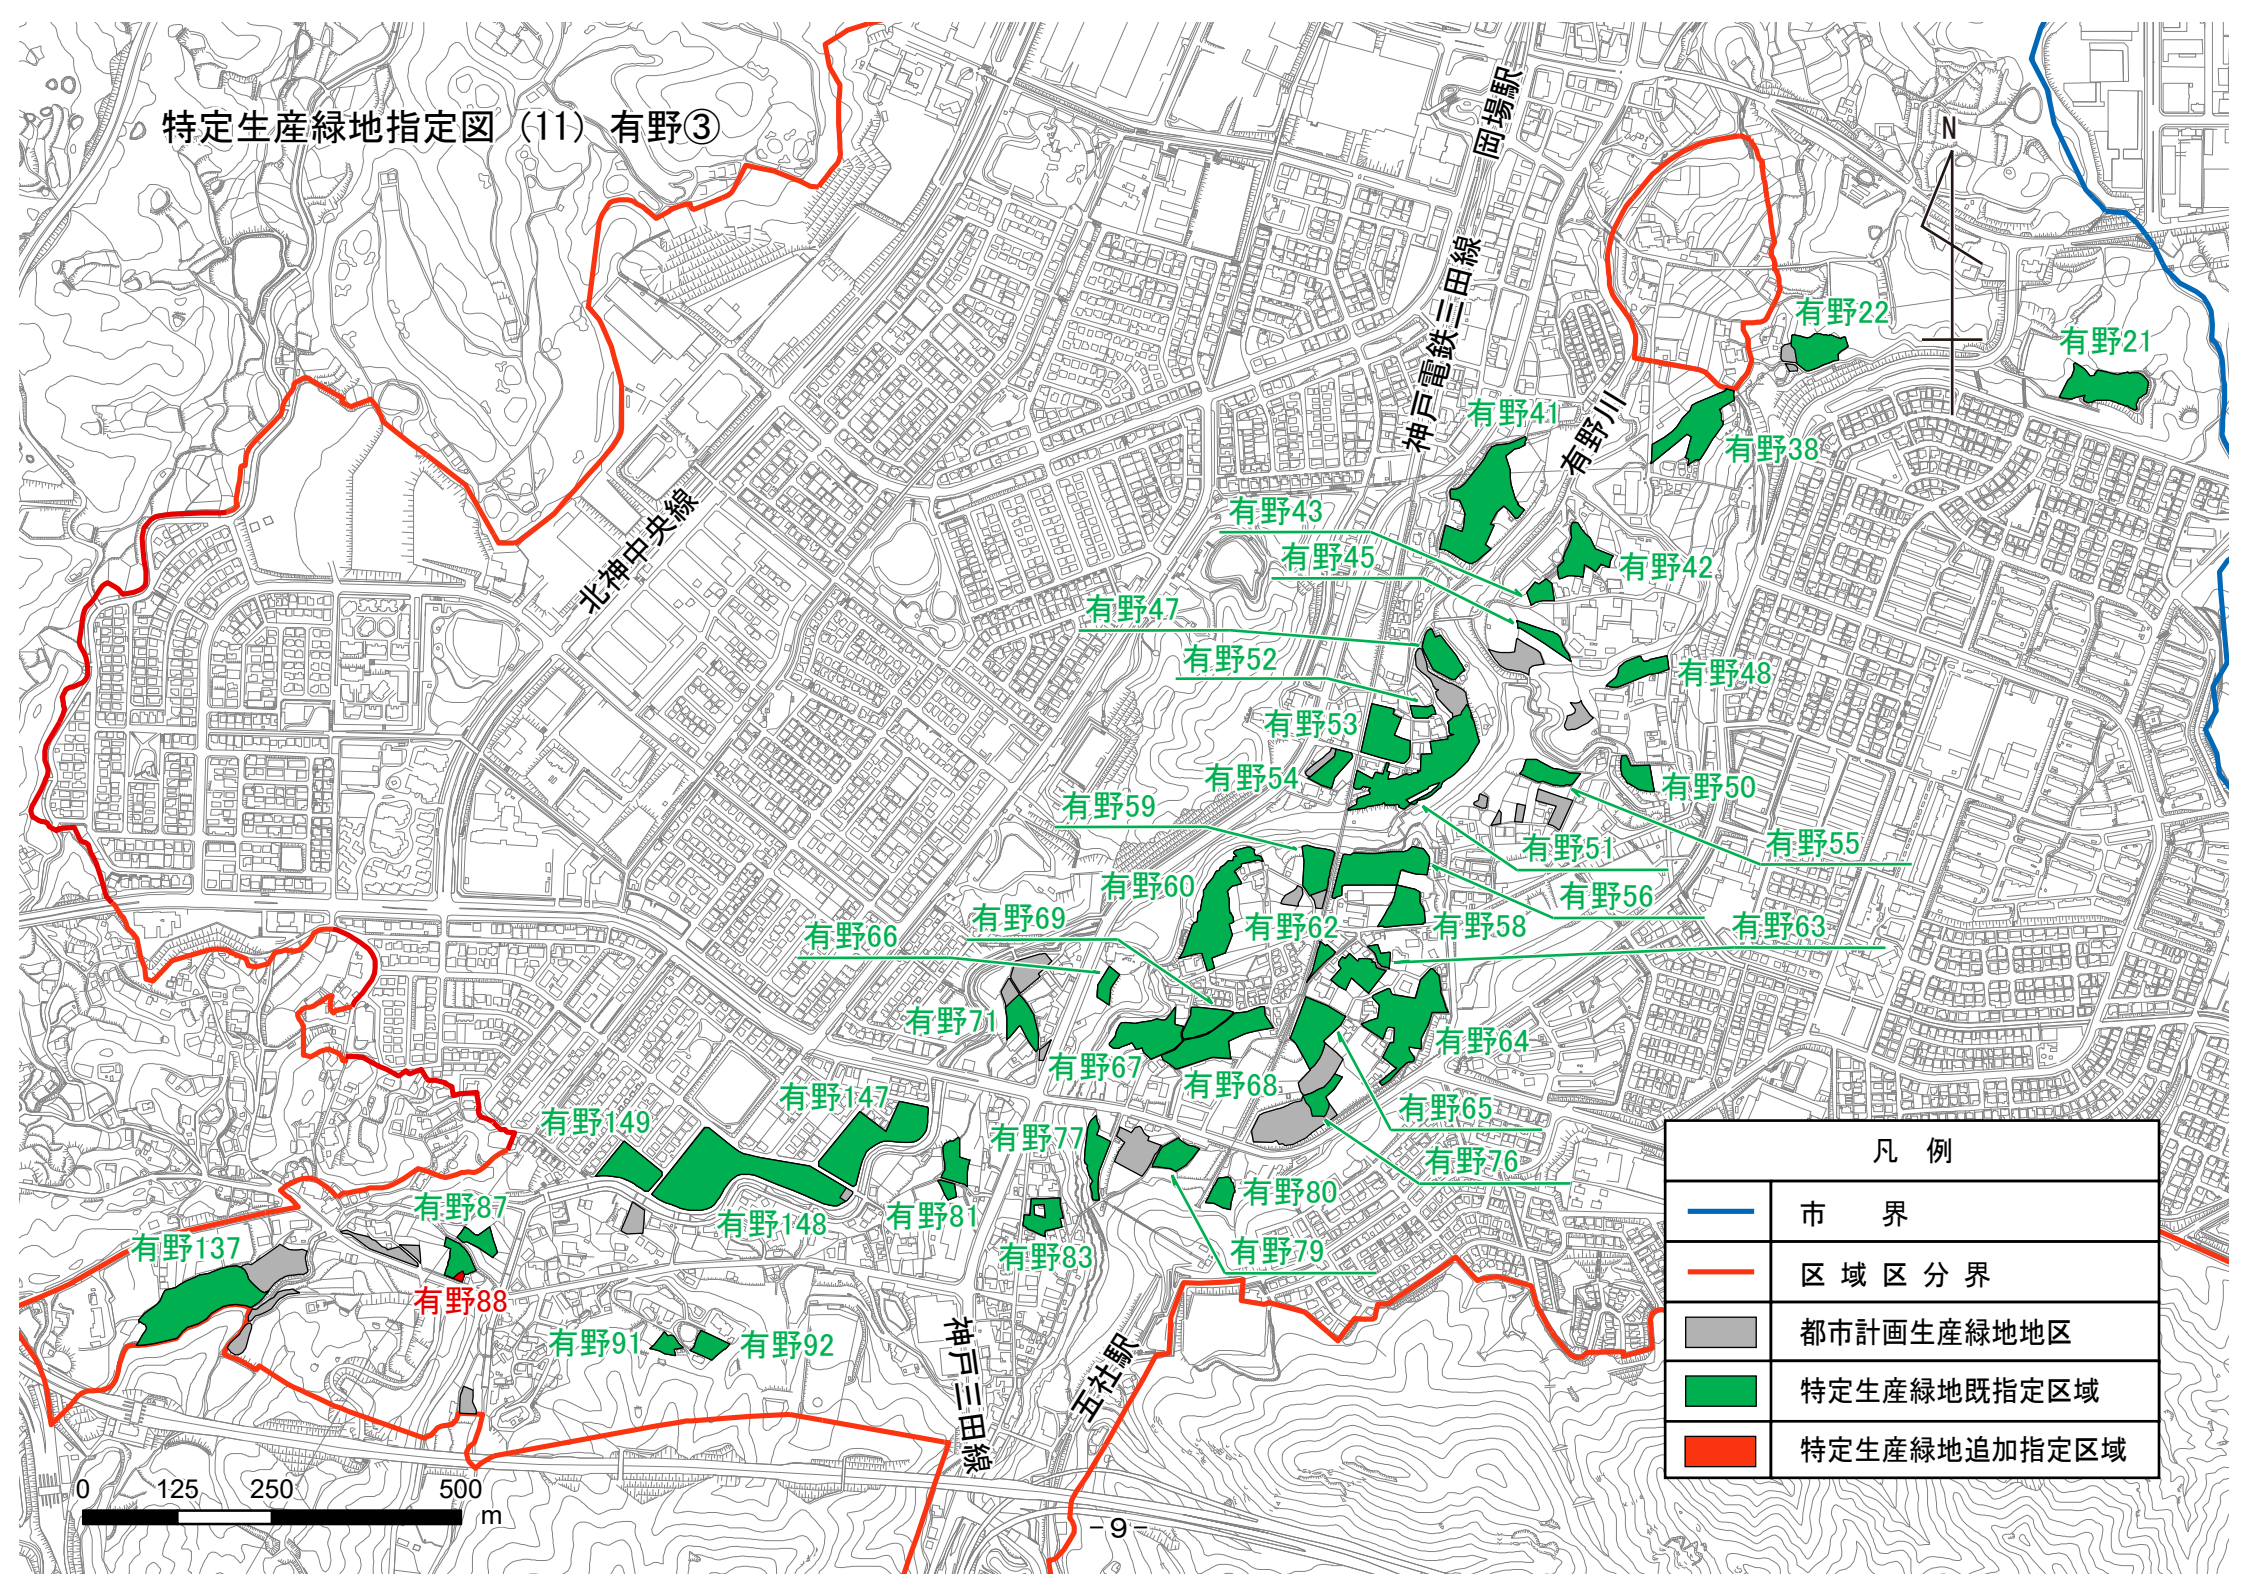 特定生産緑地指定図（11）有野③
岡場駅
N
神戸電鉄三田線
有野22
有野21
有野41
有野川
有野38
北神中央線
有野43
有野45
有野42
有野47
有野52
有野48
有野53
有野54
有野50
有野59
有野51
有野55
有野60
有野56
有野62
有野58
有野63
有野69
有野66
有野71
有野64
有野67
有野68
有野147
有野65
有野149
有野77
有野76
有野80
有野87
有野148
有野81
有野137
有野83
有野79
有野88
有野91
有野92
神戸三田線
五社駅
凡 例
市 界
区域区分界
都市計画生産緑地地区
特定生産緑地既指定区域
特定生産緑地追加指定区域
0 125 250 500
m
-9-